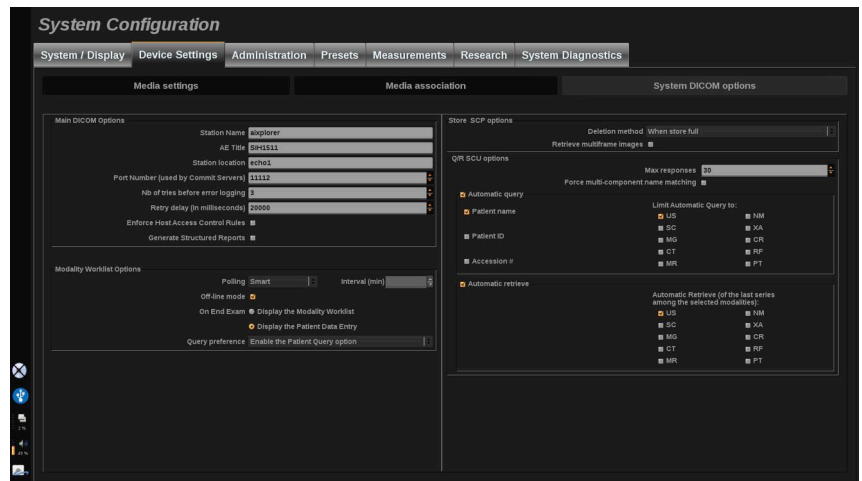 System Configuration
System / Display Device Settings Administration Presets Measurements Research System Diagnostics
Media settings Media association System DICOM options
Main DICOM Options
Station Name aixplorer
AE Title SIH1511
Station location echo1
Port Number (used by Commit Servers) 11112
Nb of tries before error logging 3
Retry delay (in milliseconds) 20000
Enforce Host Access Control Rules
Generate Structured Reports
Modality Worklist Options
Polling Smart Interval (min)
Off-line mode
On End Exam Display the Modality Worklist
Display the Patient Data Entry
Query preference Enable the Patient Query option
Store SCP options
Deletion method When store full
Retrieve multiframe images
Q/R SCU options
Max responses 30
Force multi-component name matching
Automatic query
Limit Automatic Query to:
Patient name
US NM
SC XA
Patient ID
MG CR
CT RF
Accession #
MR PT
Automatic retrieve
Automatic Retrieve (of the last series
among the selected modalities):
US NM
SC XA
MG CR
CT RF
MR PT
2 %
49 %